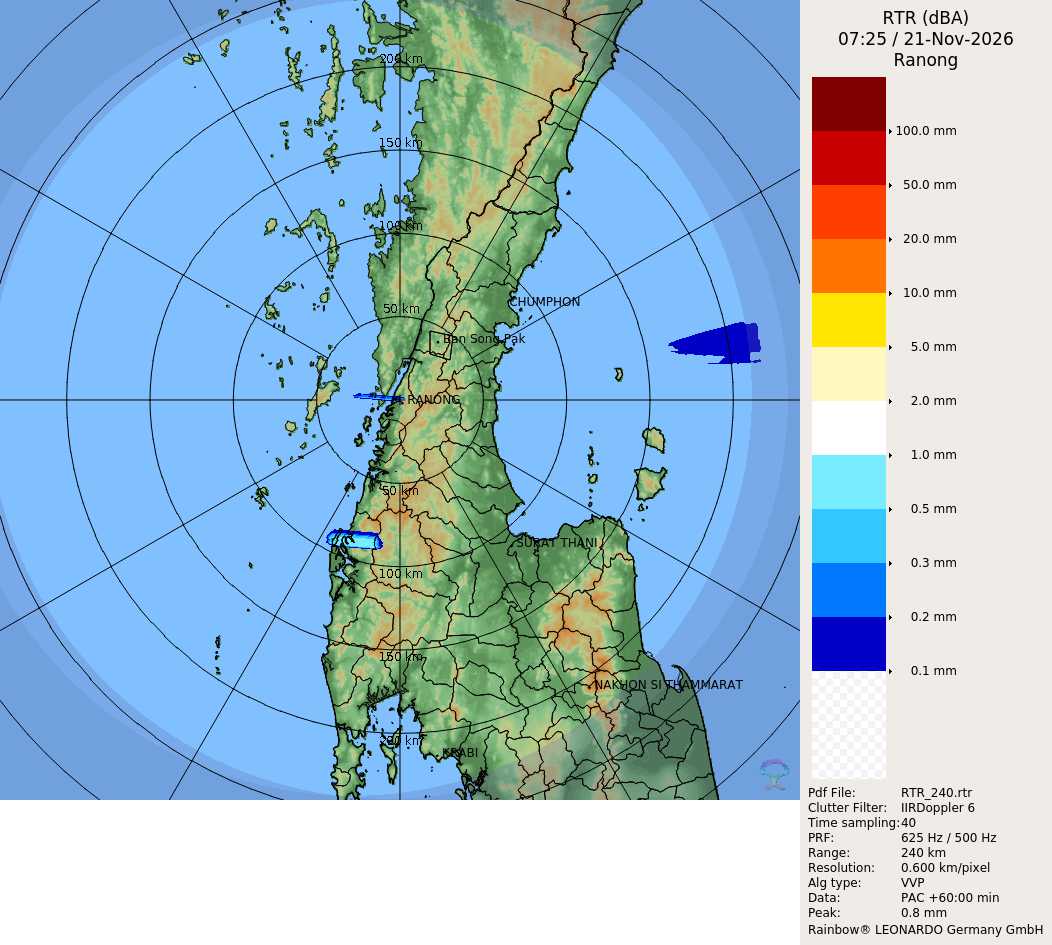 RTR (dBA)
07:25 / 21-Nov-2026
Ranong
100.0 mm
50.0 mm
20.0 mm
10.0 mm
5.0 mm
2.0 mm
1.0 mm
0.5 mm
0.3 mm
0.2 mm
0.1 mm
200 km
150 km
100 km
50 km
CHUMPHON
Ban Song Pak
RANONG
50 km
SURAT THANI
100 km
150 km
NAKHON SI THAMMARAT
200 km
KRABI
Pdf File: RTR_240.rtr
Clutter Filter: IIRDoppler 6
Time sampling: 40
PRF: 625 Hz / 500 Hz
Range: 240 km
Resolution: 0.600 km/pixel
Alg type: VVP
Data: PAC +60:00 min
Peak: 0.8 mm
Rainbow® LEONARDO Germany GmbH